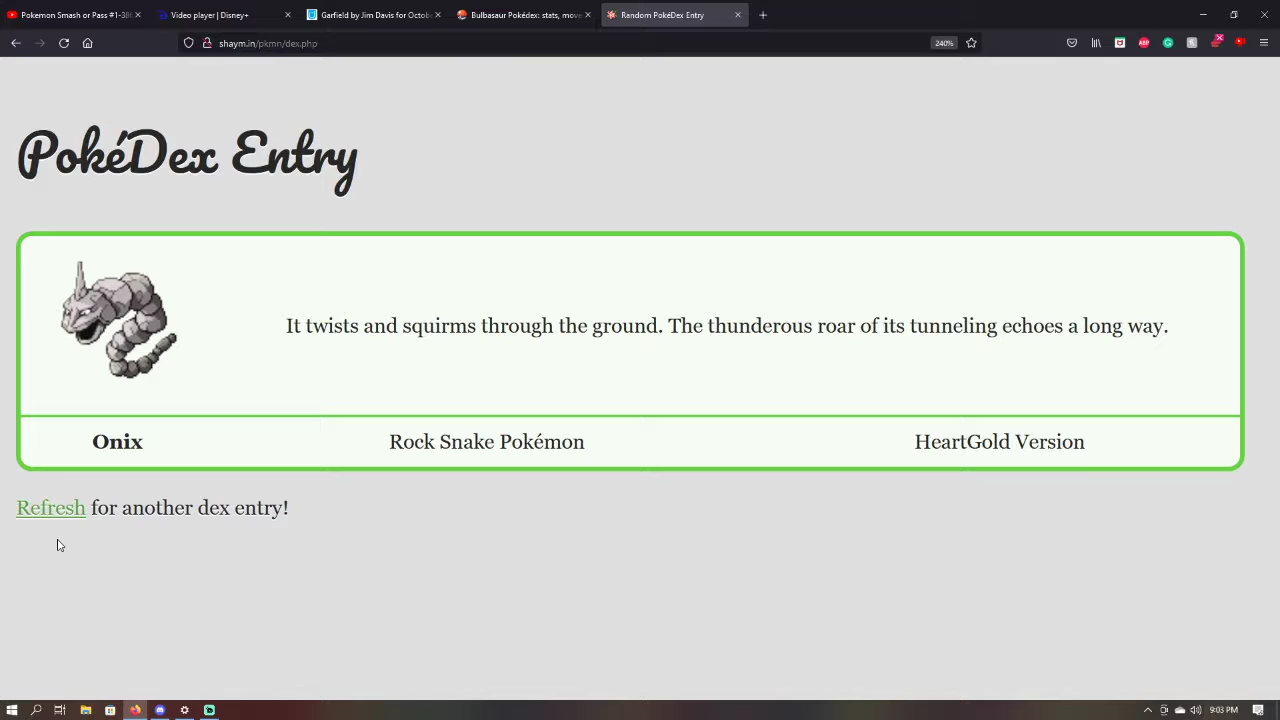 Pokemon Smash or Pass #1-38
Video player | Disney+
Garfield by Jim Davis for Octob
Bulbasaur Pokédex: stats, move
Random PokéDex Entry
shaym.in/pkmn/dex.php
240%
ABP
PokéDex Entry
It twists and squirms through the ground. The thunderous roar of its tunneling echoes a long way.
Onix
Rock Snake Pokémon
HeartGold Version
Refresh for another dex entry!
9:03 PM